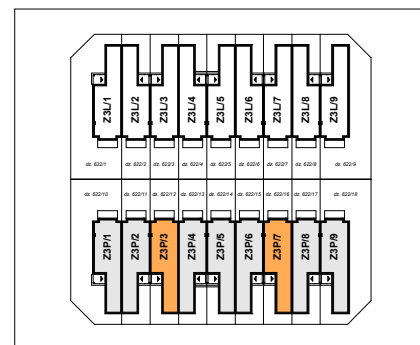 Z3L/1 Z3L/2 Z3L/3 Z3L/4 Z3L/5 Z3L/6 Z3L/7 Z3L/8 Z3L/9
dz. 622/1 dz. 622/2 dz. 622/3 dz. 622/4 dz. 622/5 dz. 622/6 dz. 622/7 dz. 622/8 dz. 622/9
dz. 622/10 dz. 622/11 dz. 622/12 dz. 622/13 dz. 622/14 dz. 622/15 dz. 622/16 dz. 622/17 dz. 622/18
Z3P/1 Z3P/2 Z3P/3 Z3P/4 Z3P/5 Z3P/6 Z3P/7 Z3P/8 Z3P/9